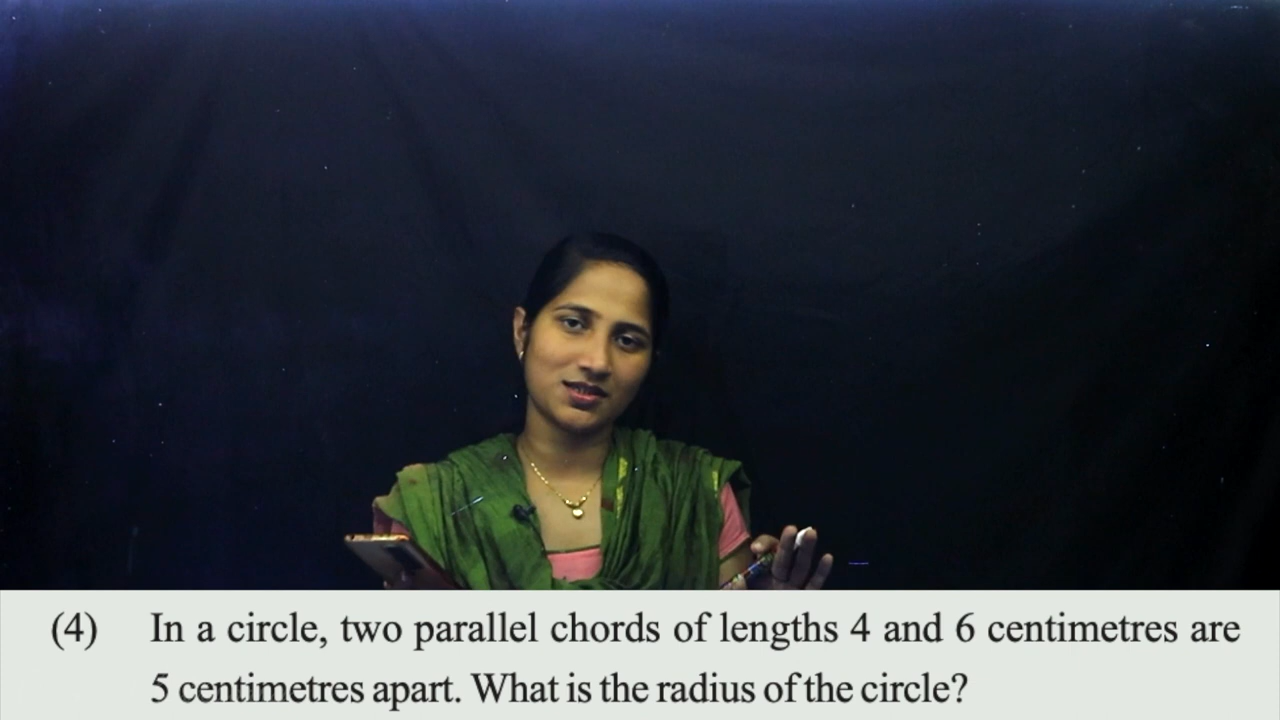 (4) In a circle, two parallel chords of lengths 4 and 6 centimetres are
5 centimetres apart. What is the radius of the circle?